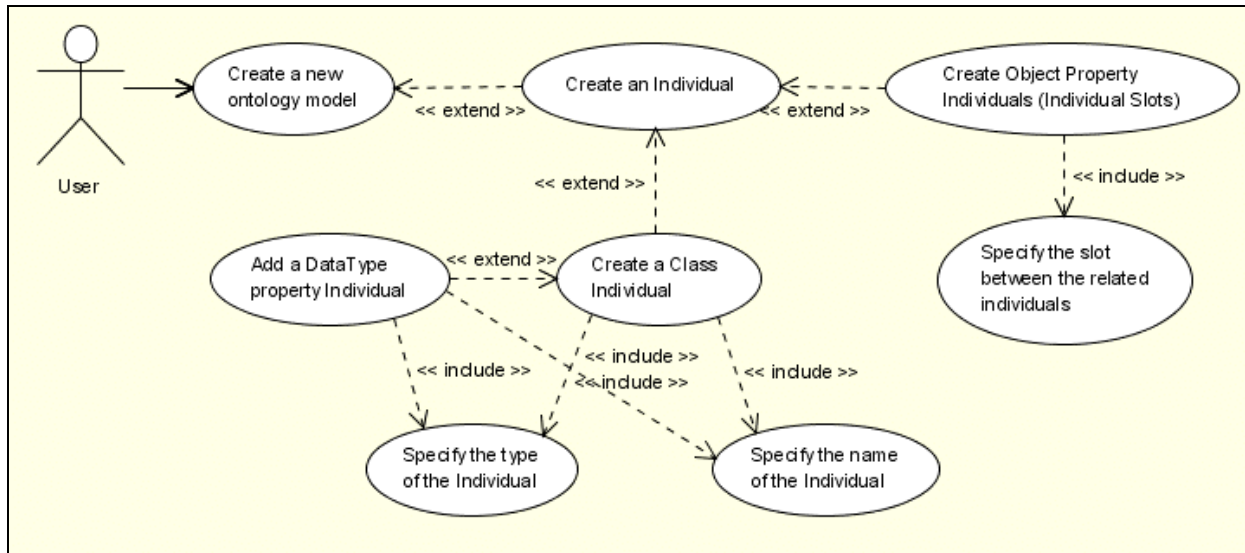 Create a new
ontology model
Create an Individual
Create Object Property
Individuals (Individual Slots)
<< extend >>
<< extend >>
User
<< extend >>
<< include >>
Add a DataType
property Individual
<< extend >>
Create a Class
Individual
Specify the slot
between the related
individuals
<< include >>
<< include >>
<< include >>
<< include >>
Specify the type
of the Individual
Specify the name
of the Individual